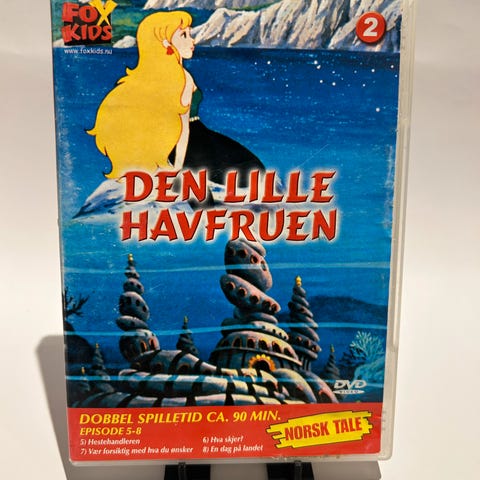 FOX
KIDS
www.foxkids.nu
2
DEN LILLE
HAVFRUEN
DVD
VIDEO
DOBBEL SPILLETID CA. 90 MIN.
EPISODE 5-8
5) Hestehandleren
6) Hva skjer?
7) Vær forsiktig med hva du ønsker
8) En dag på landet
NORSK TALE